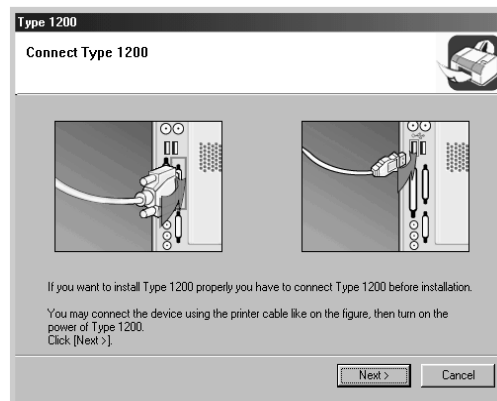 Type 1200
Connect Type 1200
If you want to install Type 1200 properly you have to connect Type 1200 before installation.
You may connect the device using the printer cable like on the figure, then turn on the
power of Type 1200.
Click [Next >].
Next >
Cancel